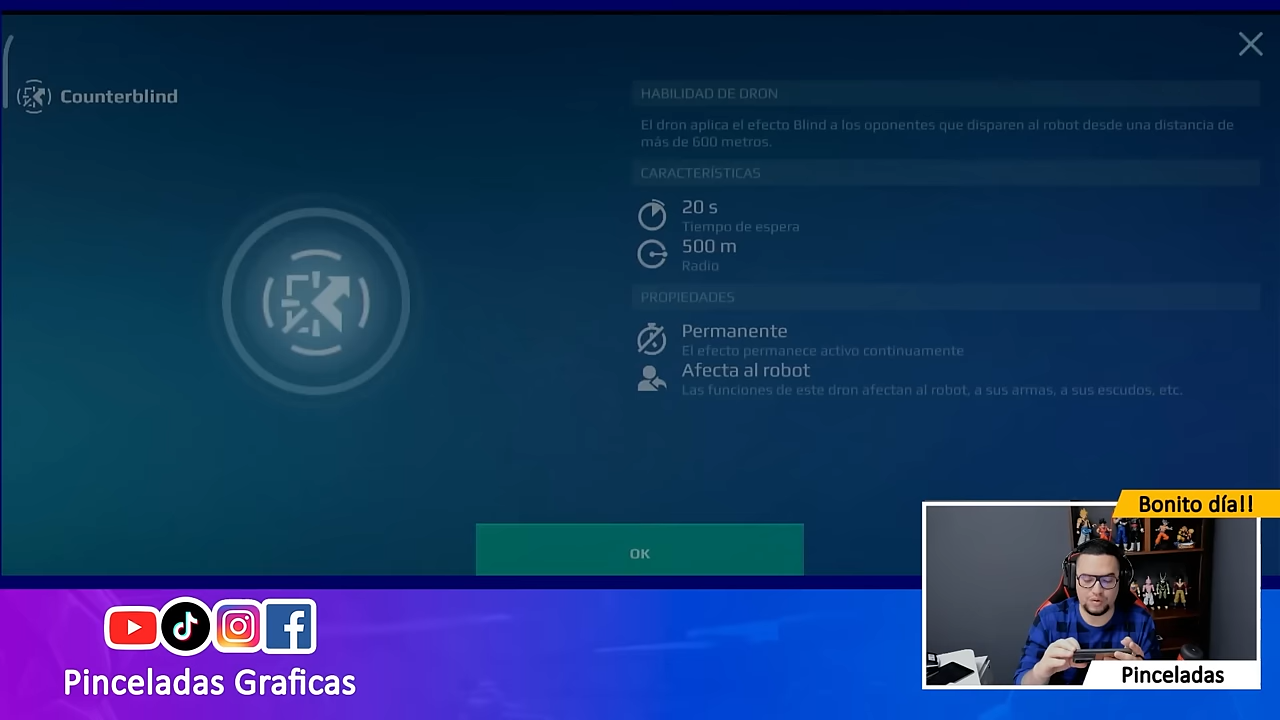 Counterblind
HABILIDAD DE DRON
El dron aplica el efecto Blind a los oponentes que disparen al robot desde una distancia de
más de 600 metros.
CARACTERÍSTICAS
20 s
Tiempo de espera
500 m
Radio
PROPIEDADES
Permanente
El efecto permanece activo continuamente
Afecta al robot
Las funciones de este dron afectan al robot, a sus armas, a sus escudos, etc.
OK
Bonito día!!
Pinceladas
Pinceladas Graficas